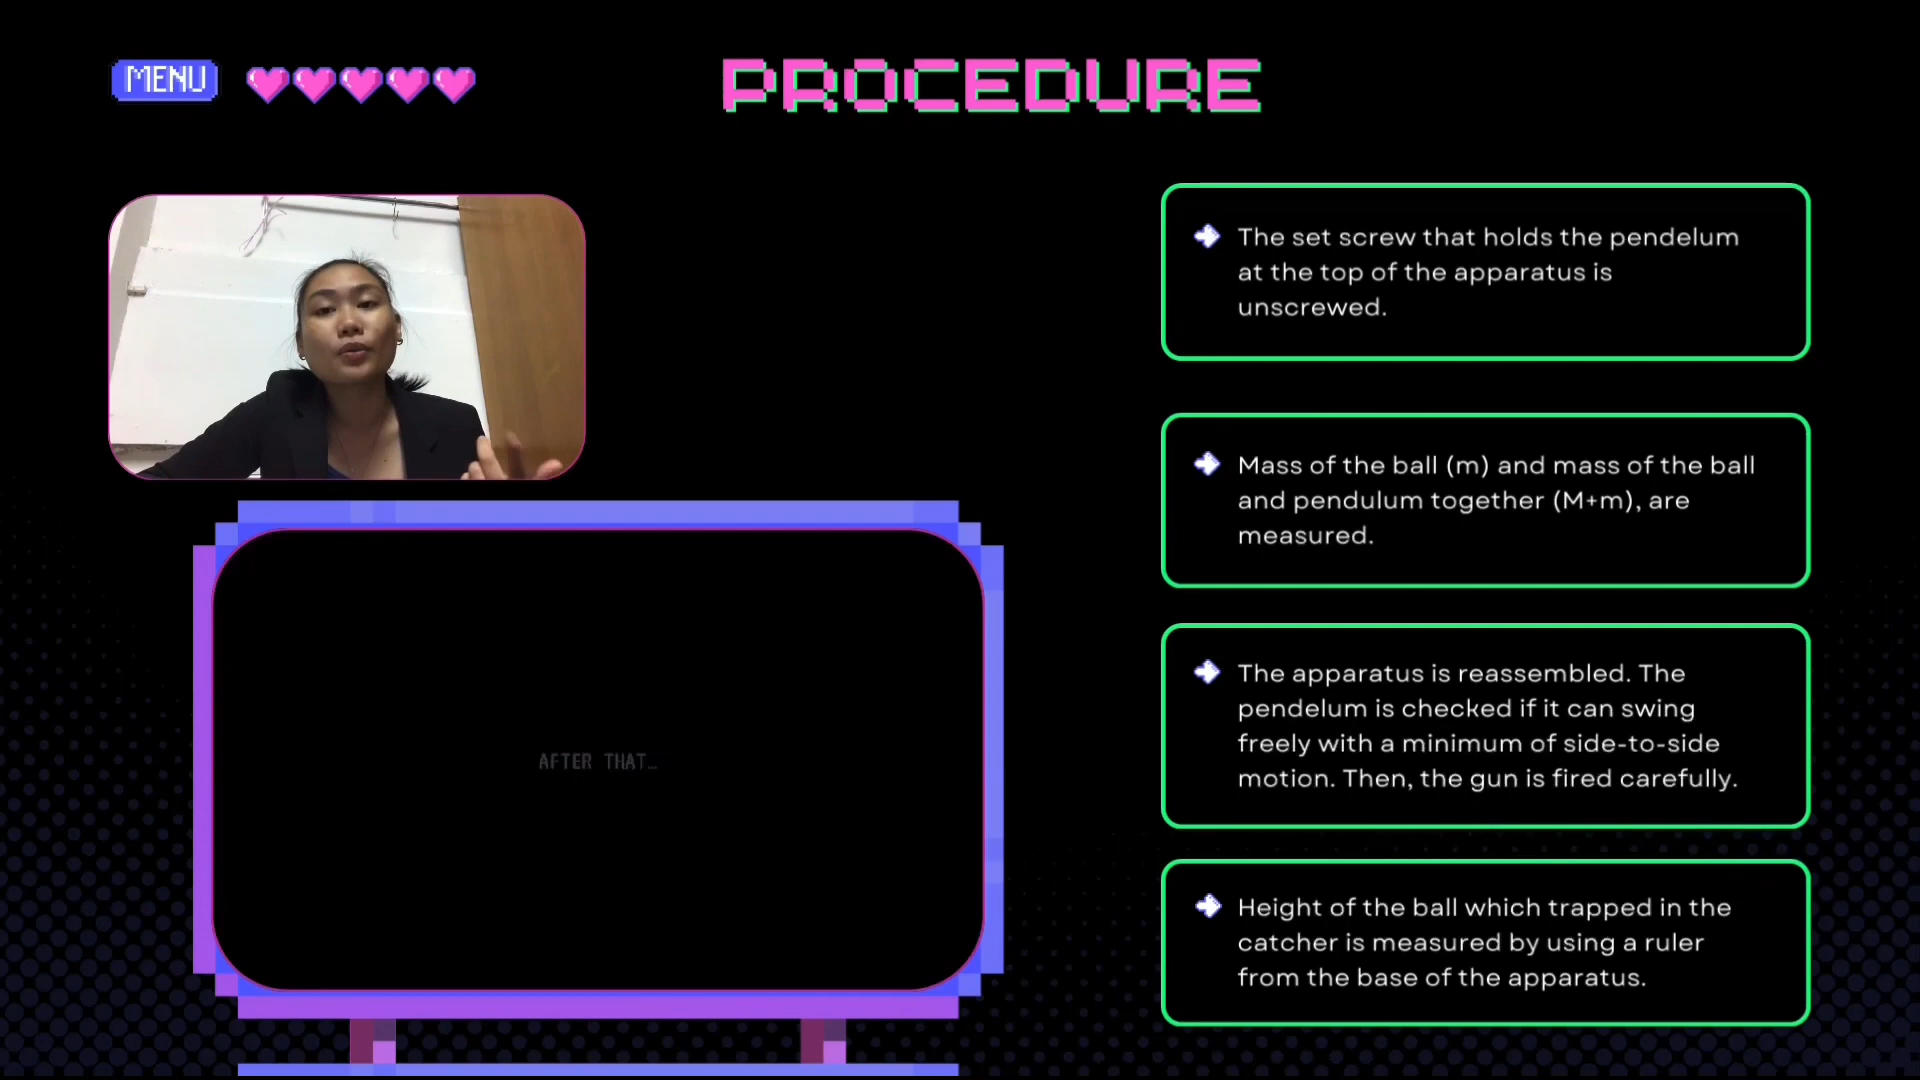 MENU
PROCEDURE
The set screw that holds the pendelum
at the top of the apparatus is
unscrewed.
Mass of the ball (m) and mass of the ball
and pendulum together (M+m), are
measured.
The apparatus is reassembled. The
pendelum is checked if it can swing
freely with a minimum of side-to-side
motion. Then, the gun is fired carefully.
Height of the ball which trapped in the
catcher is measured by using a ruler
from the base of the apparatus.
AFTER THAT...